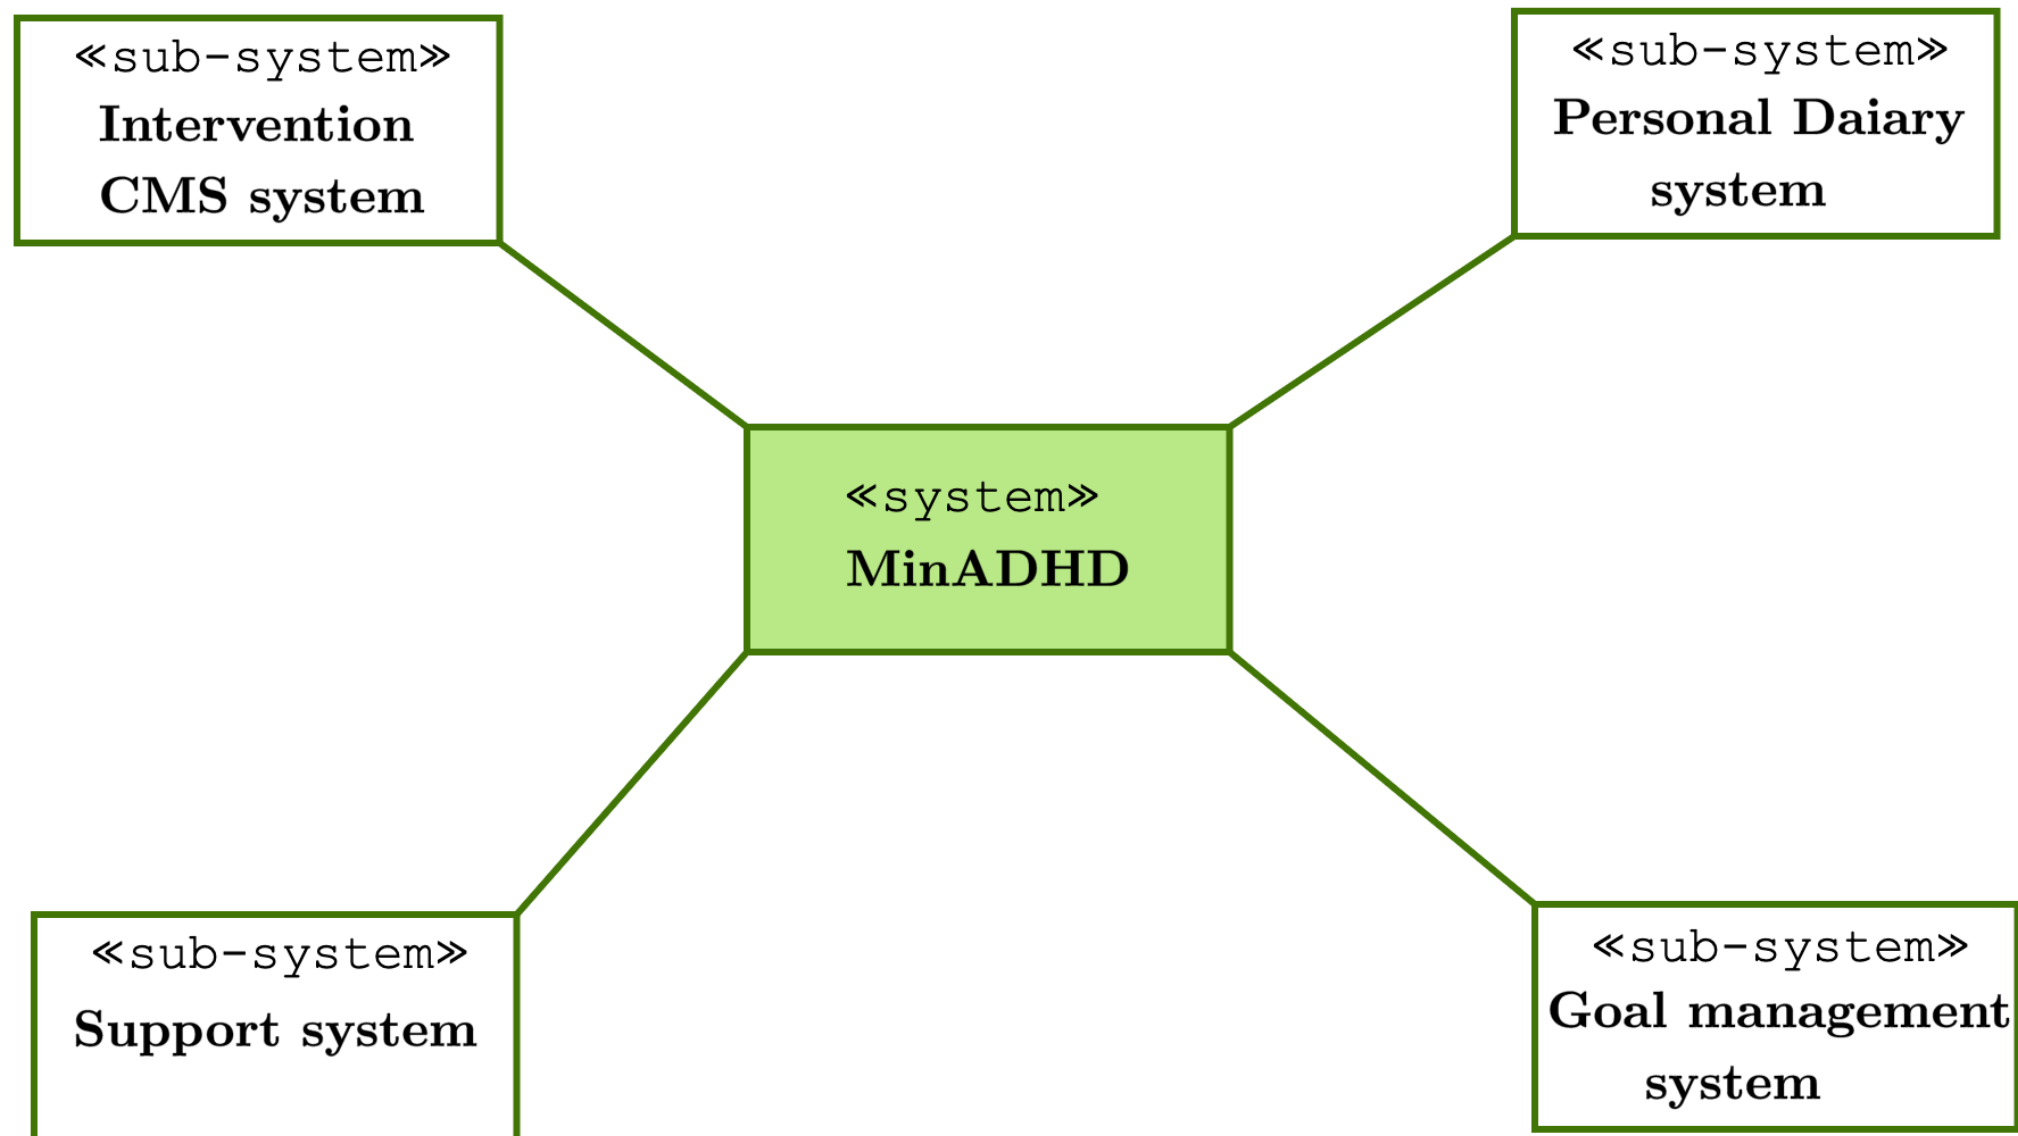 ≪sub-system≫
Intervention
CMS system
≪sub-system≫
Personal Daiary
system
≪system≫
MinADHD
≪sub-system≫
Support system
≪sub-system≫
Goal management
system